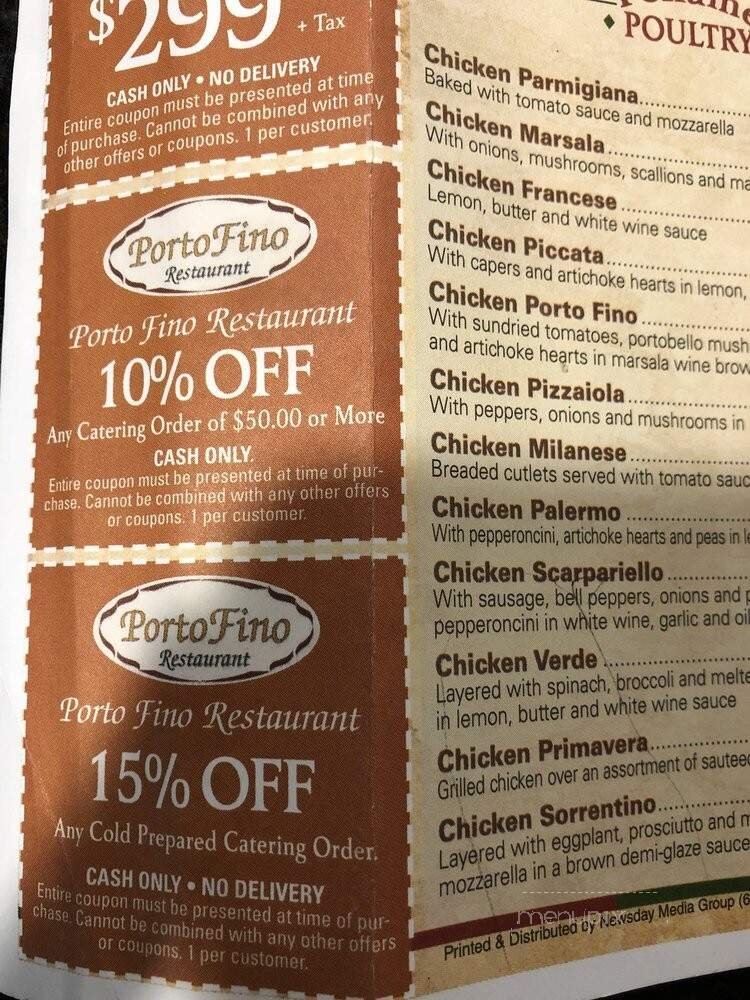 $299 + Tax
CASH ONLY • NO DELIVERY
Entire coupon must be presented at time
of purchase. Cannot be combined with any
other offers or coupons. 1 per customer.
PortoFino
Restaurant
Porto Fino Restaurant
10% OFF
Any Catering Order of $50.00 or More
CASH ONLY.
Entire coupon must be presented at time of pur-
chase. Cannot be combined with any other offers
or coupons. 1 per customer.
PortoFino
Restaurant
Porto Fino Restaurant
15% OFF
Any Cold Prepared Catering Order.
CASH ONLY • NO DELIVERY
Entire coupon must be presented at time of pur-
chase. Cannot be combined with any other offers
or coupons. 1 per customer.
POULTRY
Chicken Parmigiana
Baked with tomato sauce and mozzarella
Chicken Marsala
With onions, mushrooms, scallions and ma
Chicken Francese
Lemon, butter and white wine sauce
Chicken Piccata
With capers and artichoke hearts in lemon,
Chicken Porto Fino
With sundried tomatoes, portobello mush
and artichoke hearts in marsala wine brow
Chicken Pizzaiola
With peppers, onions and mushrooms in
Chicken Milanese
Breaded cutlets served with tomato sauc
Chicken Palermo
With pepperoncini, artichoke hearts and peas in le
Chicken Scarpariello
With sausage, bell peppers, onions and p
pepperoncini in white wine, garlic and oil
Chicken Verde
Layered with spinach, broccoli and melte
in lemon, butter and white wine sauce
Chicken Primavera
Grilled chicken over an assortment of sauteed
Chicken Sorrentino
Layered with eggplant, prosciutto and m
mozzarella in a brown demi-glaze sauce
menupix
Printed & Distributed by Newsday Media Group (6